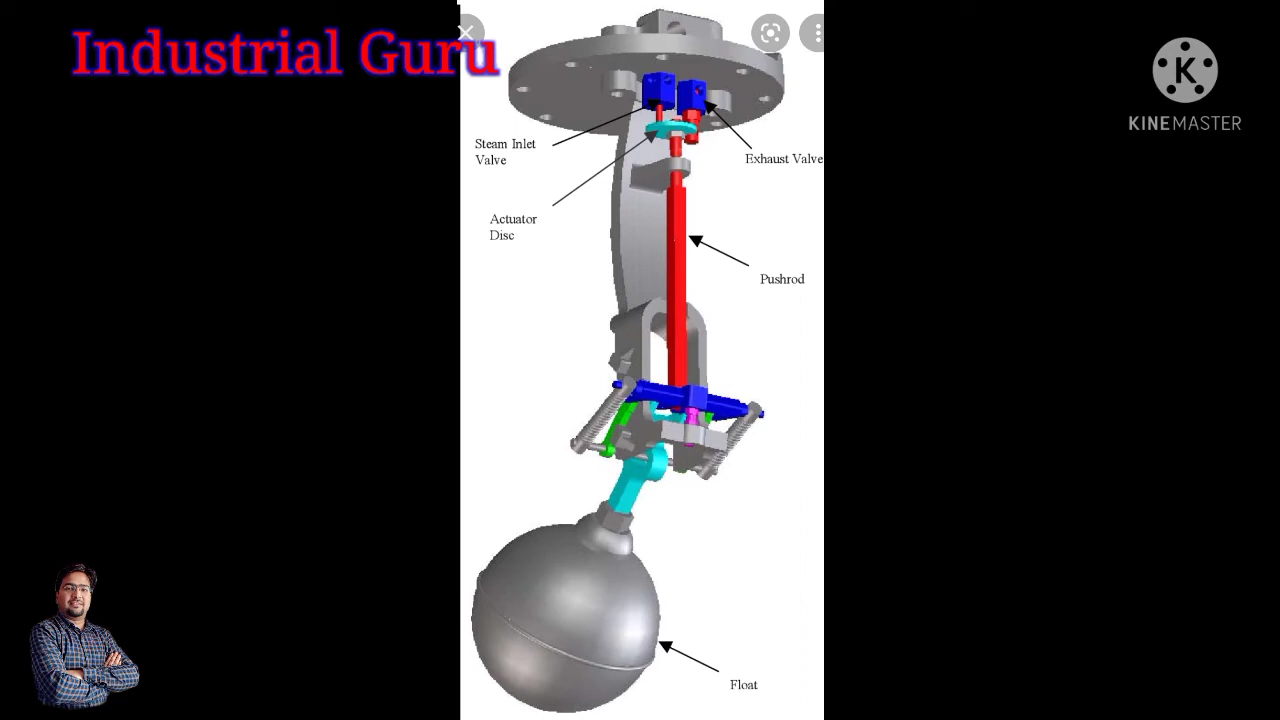 Industrial Guru
K
KINEMASTER
Steam Inlet
Valve
Exhaust Valve
Actuator
Disc
Pushrod
Float